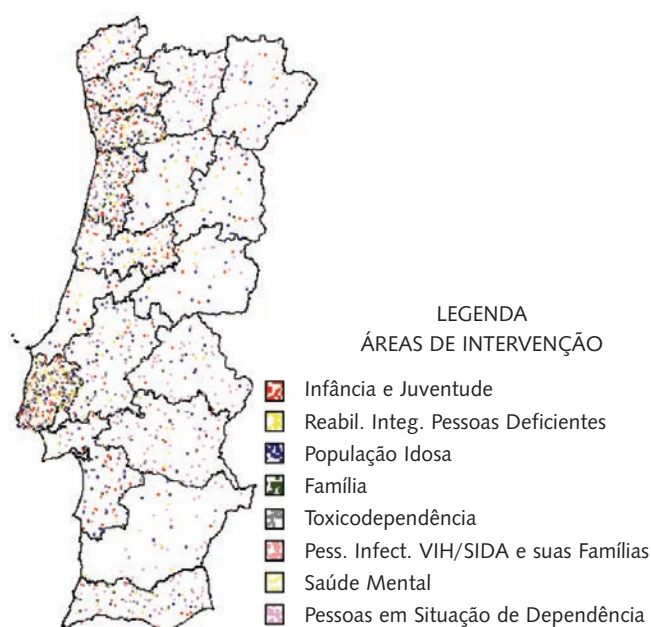 LEGENDA
ÁREAS DE INTERVENÇÃO
Infância e Juventude
Reabil. Integ. Pessoas Deficientes
População Idosa
Família
Toxicodependência
Pess. Infect. VIH/SIDA e suas Famílias
Saúde Mental
Pessoas em Situação de Dependência